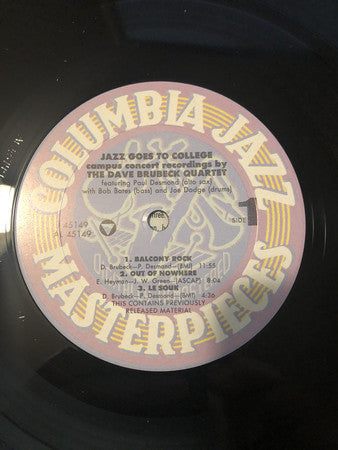 COLUMBIA JAZZ
MASTERPIECES
JAZZ GOES TO COLLEGE
campus concert recordings by
THE DAVE BRUBECK QUARTET
featuring Paul Desmond (alto sax)
with Bob Bates (bass) and Joe Dodge (drums)
45149
AL 45149
SIDE 1
1. BALCONY ROCK
D. Brubeck—P. Desmond—(BMI) 11:55
2. OUT OF NOWHERE
E. Heyman—J. W. Green—(ASCAP) 8:04
3. LE SOUK
D. Brubeck—P. Desmond—(BMI) 4:36
THIS CONTAINS PREVIOUSLY
RELEASED MATERIAL